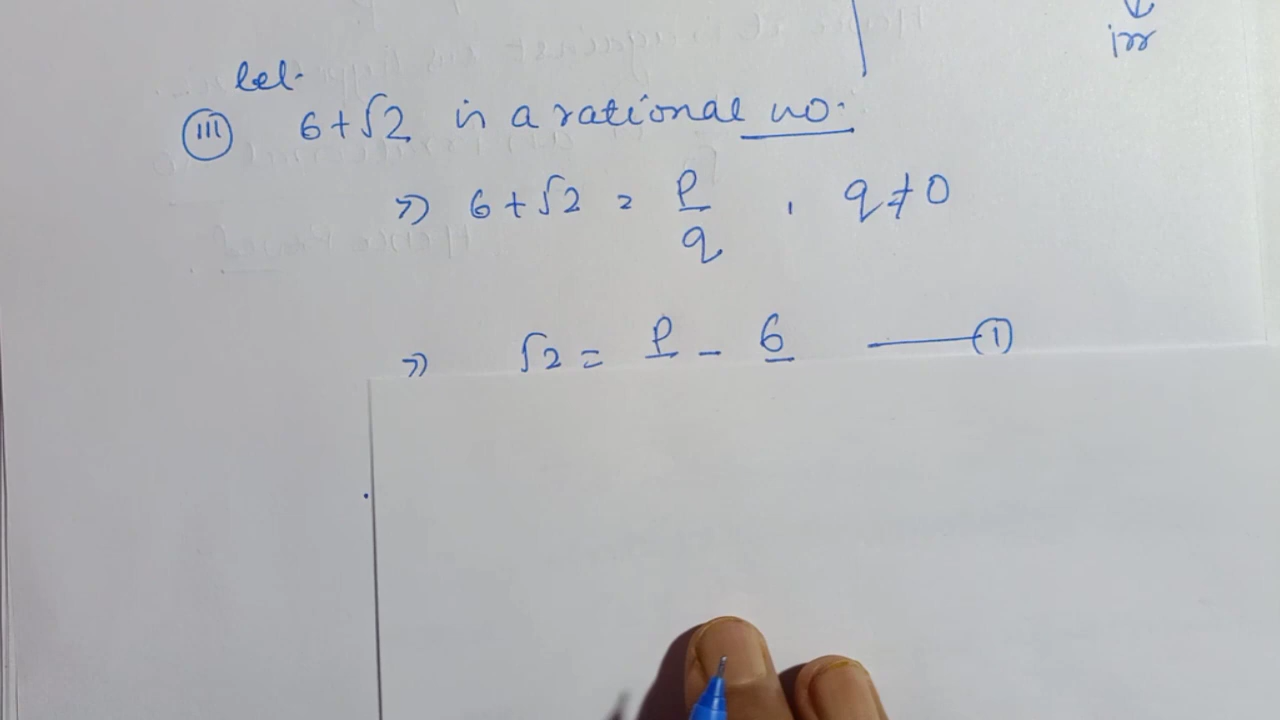 irr
let
(iii) 6+√2 is a rational no.
⇒ 6+√2 = p/q , q≠0
⇒ √2 = p - 6 —— (1)